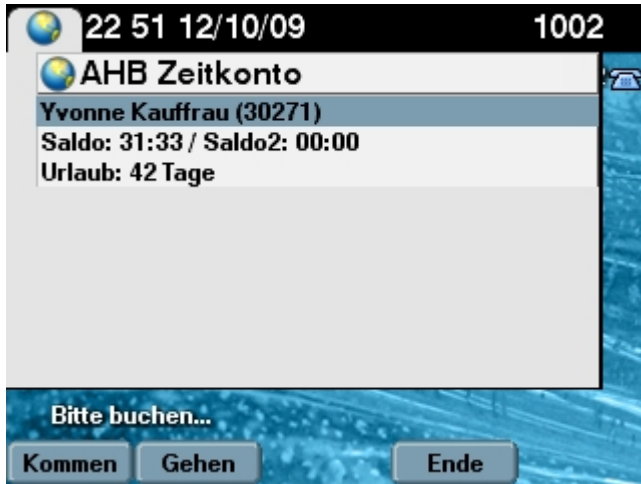 22 51 12/10/09 1002
AHB Zeitkonto
Yvonne Kauffrau (30271)
Saldo: 31:33 / Saldo2: 00:00
Urlaub: 42 Tage
Bitte buchen...
Kommen Gehen Ende